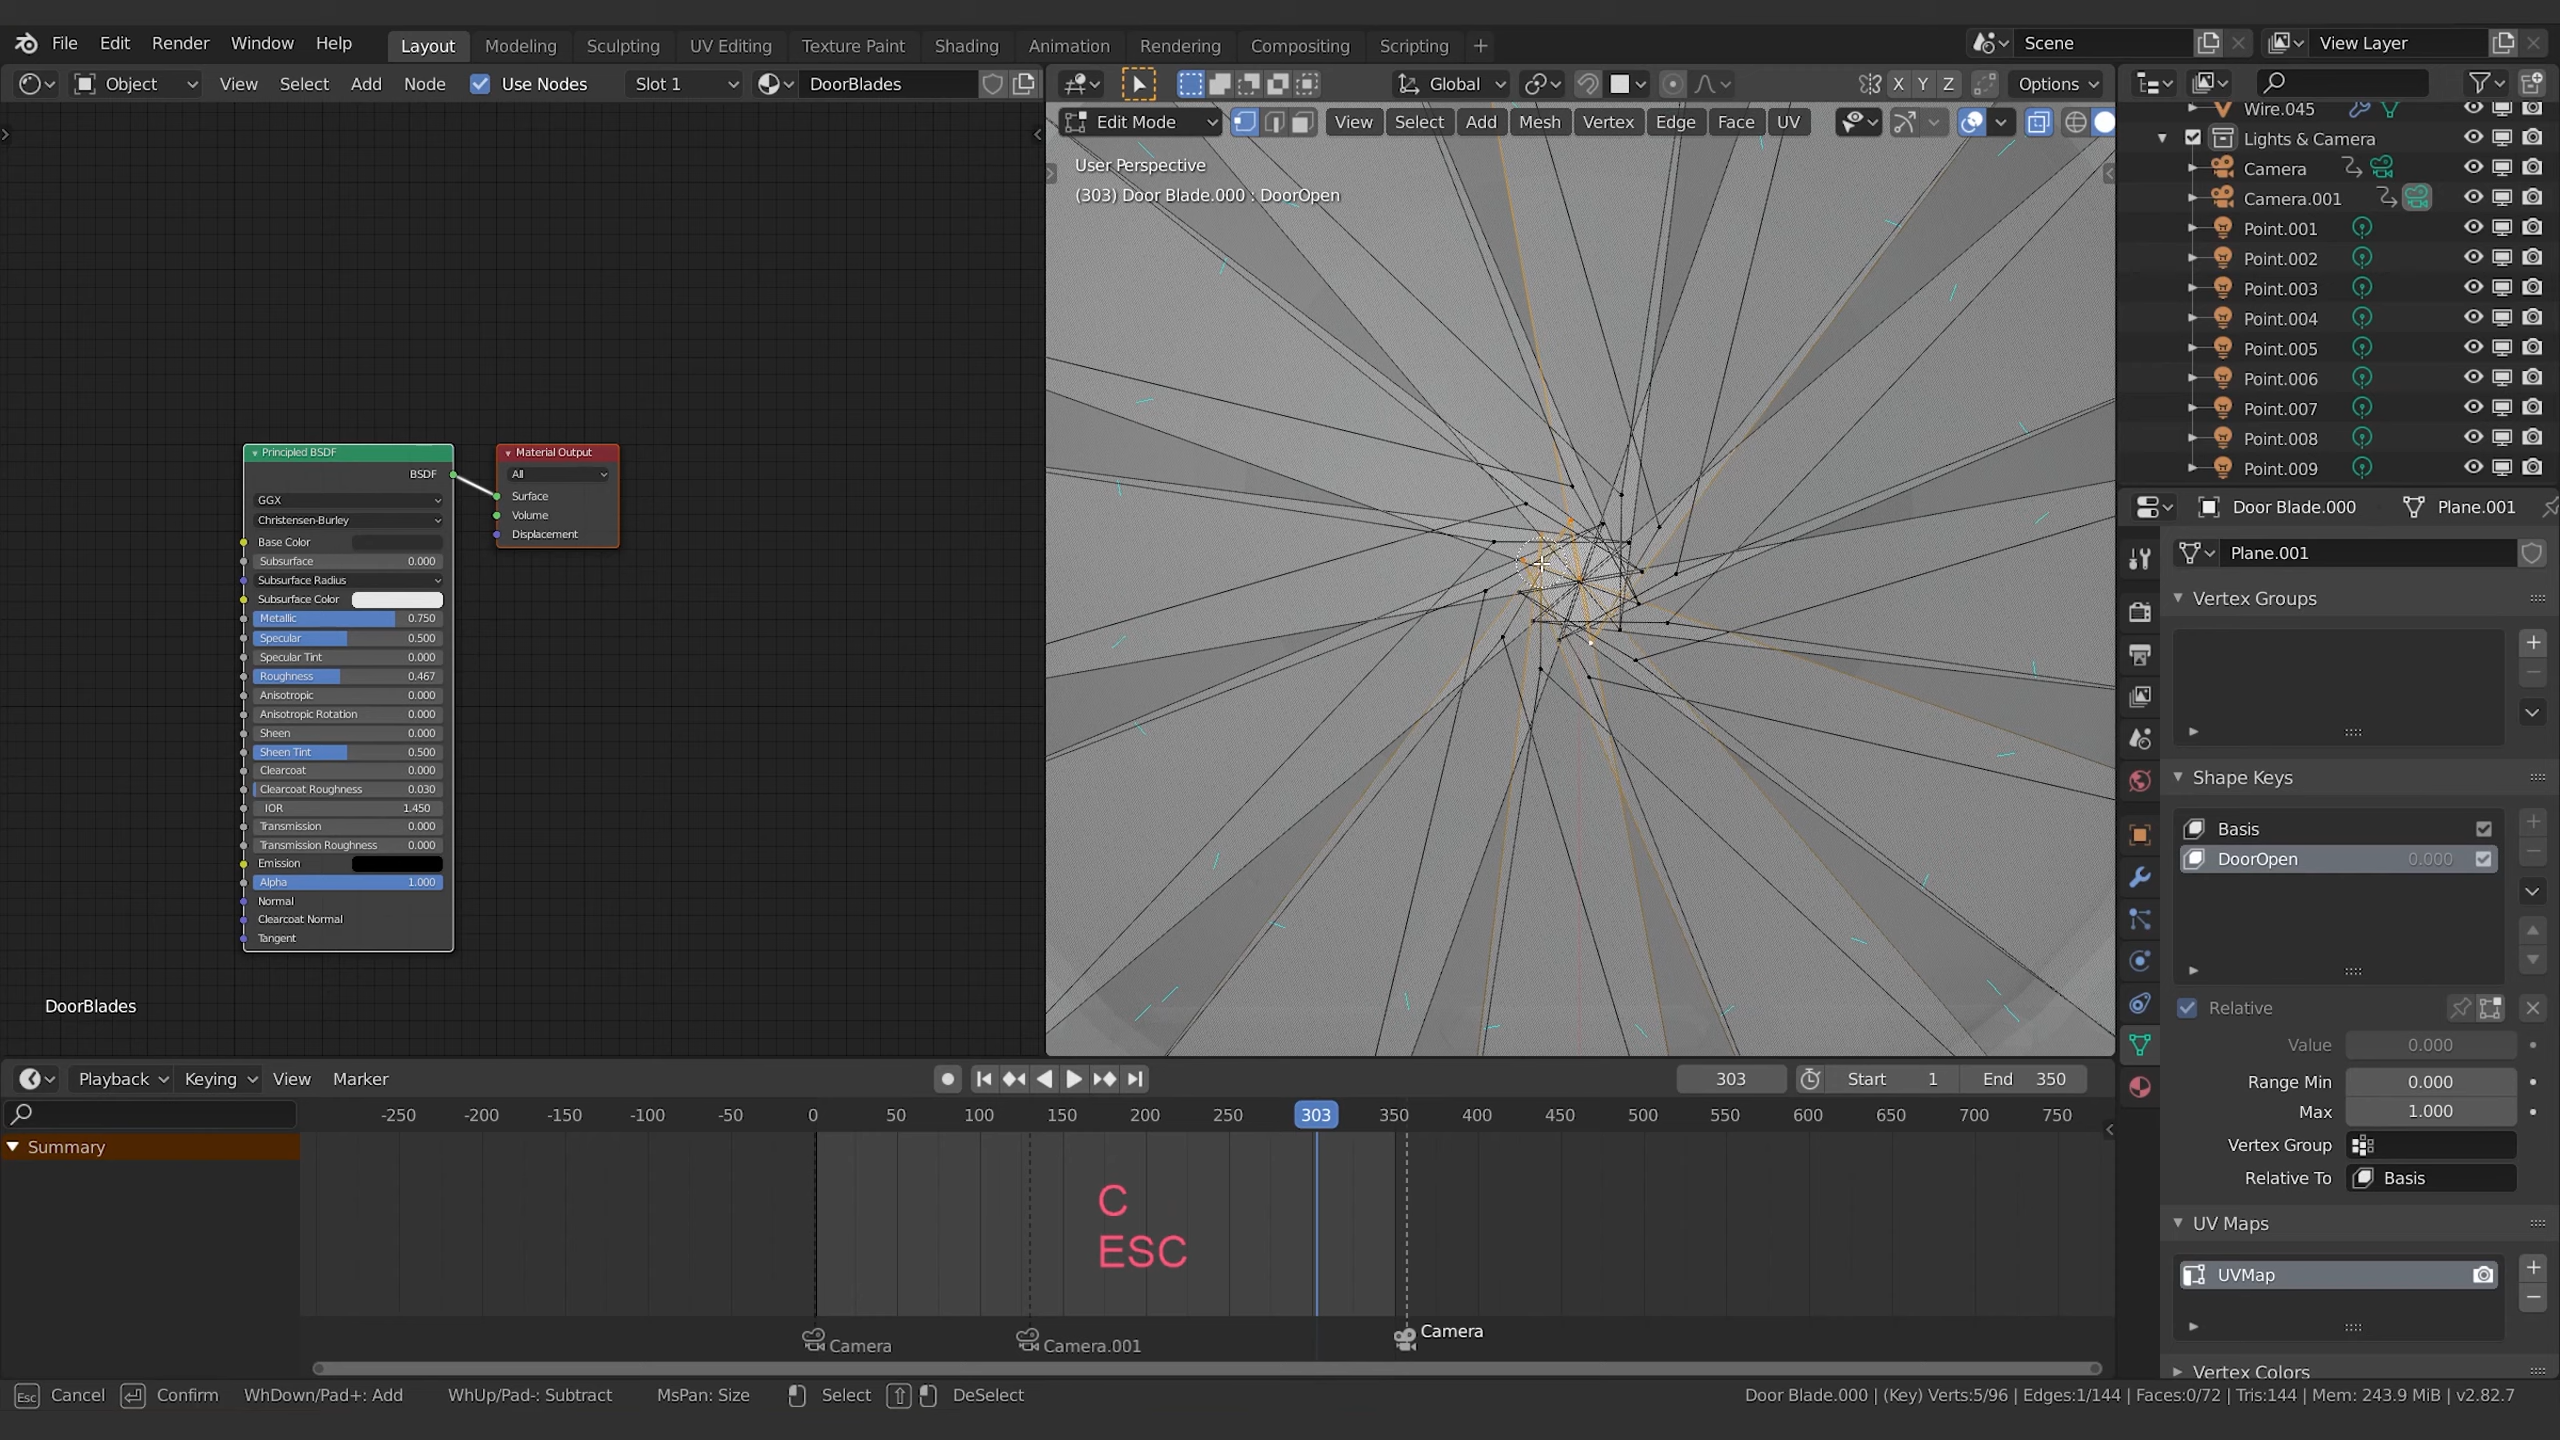 File Edit Render Window Help Layout Modeling Sculpting UV Editing Texture Paint Shading Animation Rendering Compositing Scripting + Scene View Layer
Object View Select Add Node Use Nodes Slot 1 DoorBlades Global X Y Z Options
Edit Mode View Select Add Mesh Vertex Edge Face UV
User Perspective
(303) Door Blade.000 : DoorOpen
Wire.045
Lights & Camera
Camera
Camera.001
Point.001
Point.002
Point.003
Point.004
Point.005
Point.006
Point.007
Point.008
Point.009
Principled BSDF
BSDF
GGX
Christensen-Burley
Base Color
Subsurface 0.000
Subsurface Radius
Subsurface Color
Metallic 0.750
Specular 0.500
Specular Tint 0.000
Roughness 0.467
Anisotropic 0.000
Anisotropic Rotation 0.000
Sheen 0.000
Sheen Tint 0.500
Clearcoat 0.000
Clearcoat Roughness 0.030
IOR 1.450
Transmission 0.000
Transmission Roughness 0.000
Emission
Alpha 1.000
Normal
Clearcoat Normal
Tangent
Material Output
All
Surface
Volume
Displacement
DoorBlades
Door Blade.000 Plane.001
Plane.001
Vertex Groups
Shape Keys
Basis
DoorOpen 0.000
Relative
Value 0.000
Range Min 0.000
Max 1.000
Vertex Group
Relative To Basis
UV Maps
UVMap
Vertex Colors
Playback Keying View Marker 303 Start 1 End 350
-250 -200 -150 -100 -50 0 50 100 150 200 250 303 350 400 450 500 550 600 650 700 750
Summary
C
ESC
Camera Camera.001 Camera
Esc Cancel Confirm WhDown/Pad+: Add WhUp/Pad-: Subtract MsPan: Size Select DeSelect Door Blade.000 | (Key) Verts:5/96 | Edges:1/144 | Faces:0/72 | Tris:144 | Mem: 243.9 MiB | v2.82.7